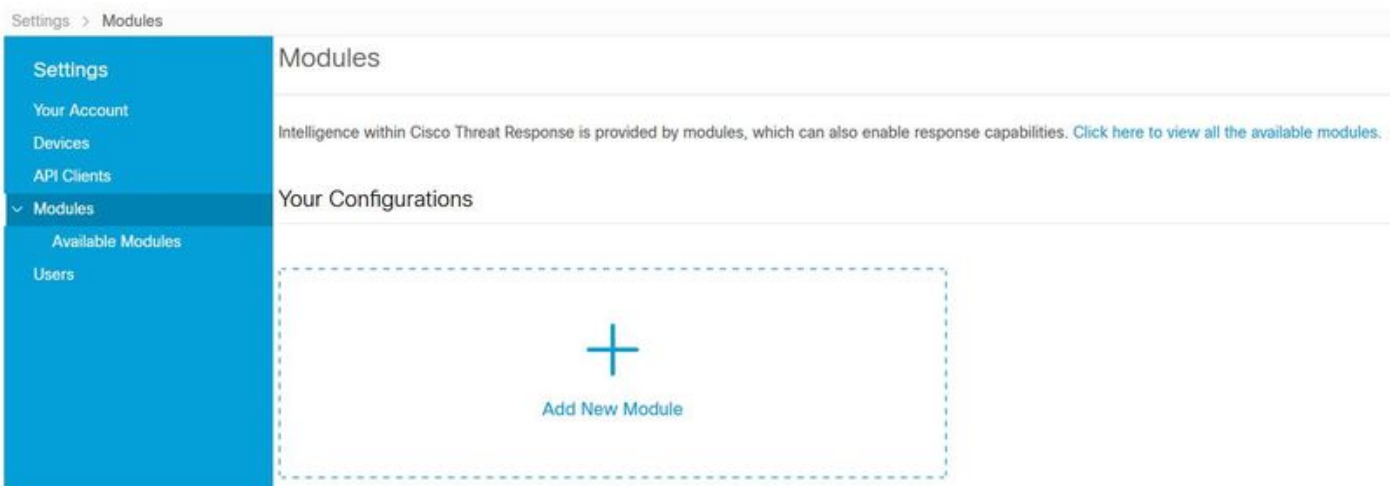 Settings > Modules
Settings
Your Account
Devices
API Clients
Modules
Available Modules
Users
Modules
Intelligence within Cisco Threat Response is provided by modules, which can also enable response capabilities. Click here to view all the available modules.
Your Configurations
Add New Module